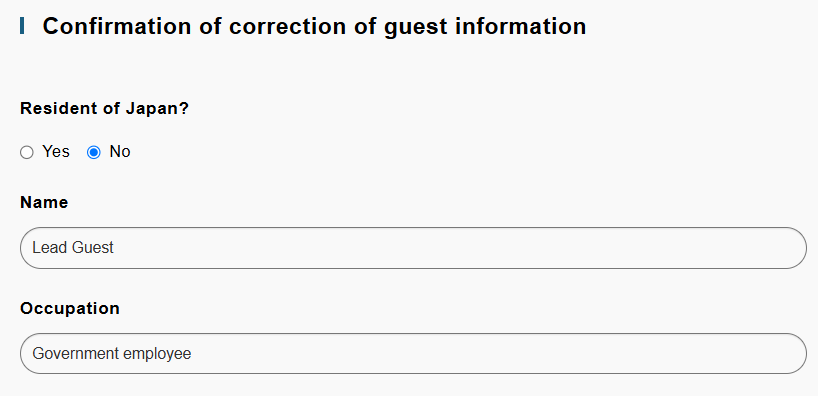 Confirmation of correction of guest information
Resident of Japan?
Yes No
Name
Lead Guest
Occupation
Government employee